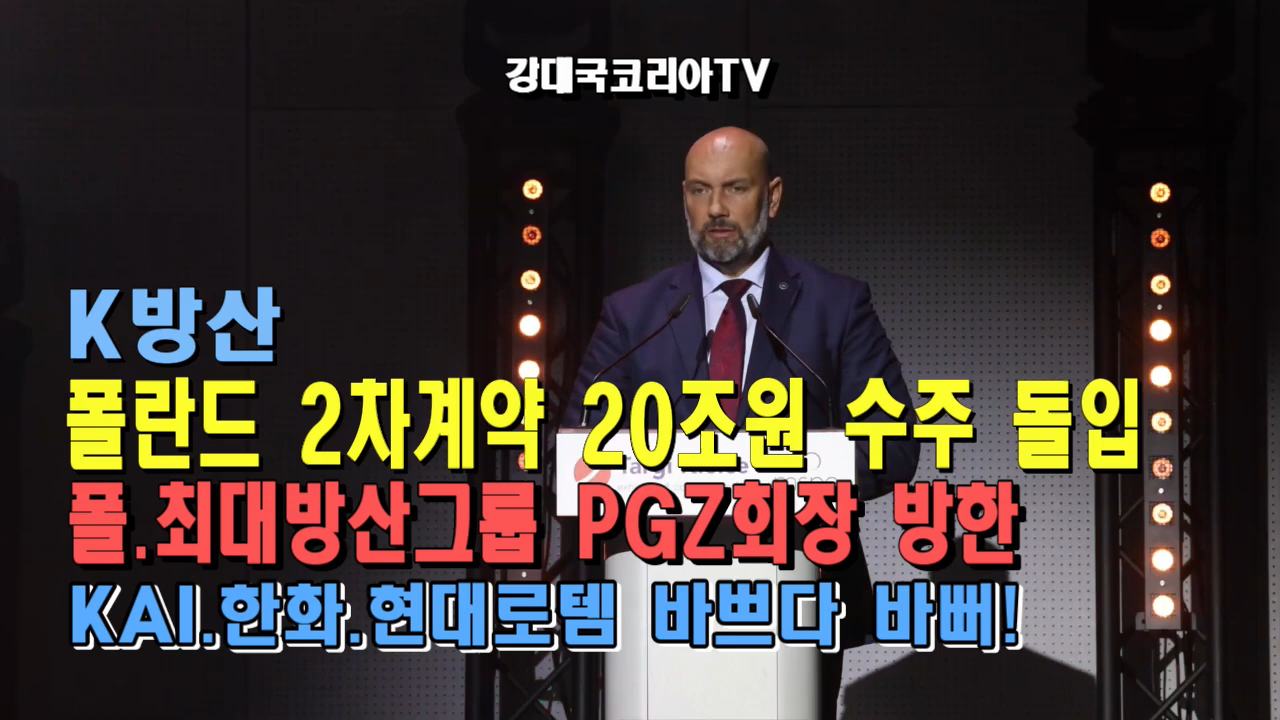 강대국코리아TV
K방산
폴란드 2차계약 20조원 수주 돌입
폴.최대방산그룹 PGZ회장 방한
KAI.한화.현대로템 바쁘다 바뻐!